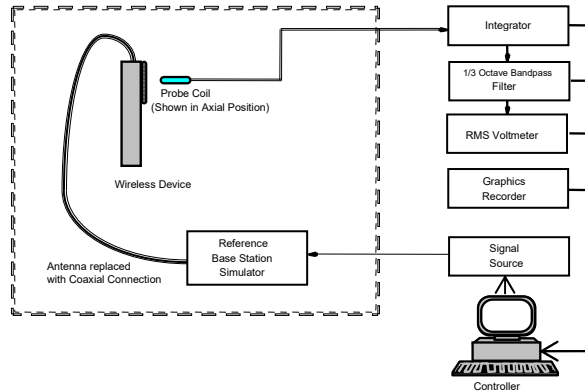 Integrator
1/3 Octave Bandpass
Filter
RMS Voltmeter
Graphics
Recorder
Signal
Source
Controller
Probe Coil
(Shown in Axial Position)
Wireless Device
Reference
Base Station
Simulator
Antenna replaced
with Coaxial Connection